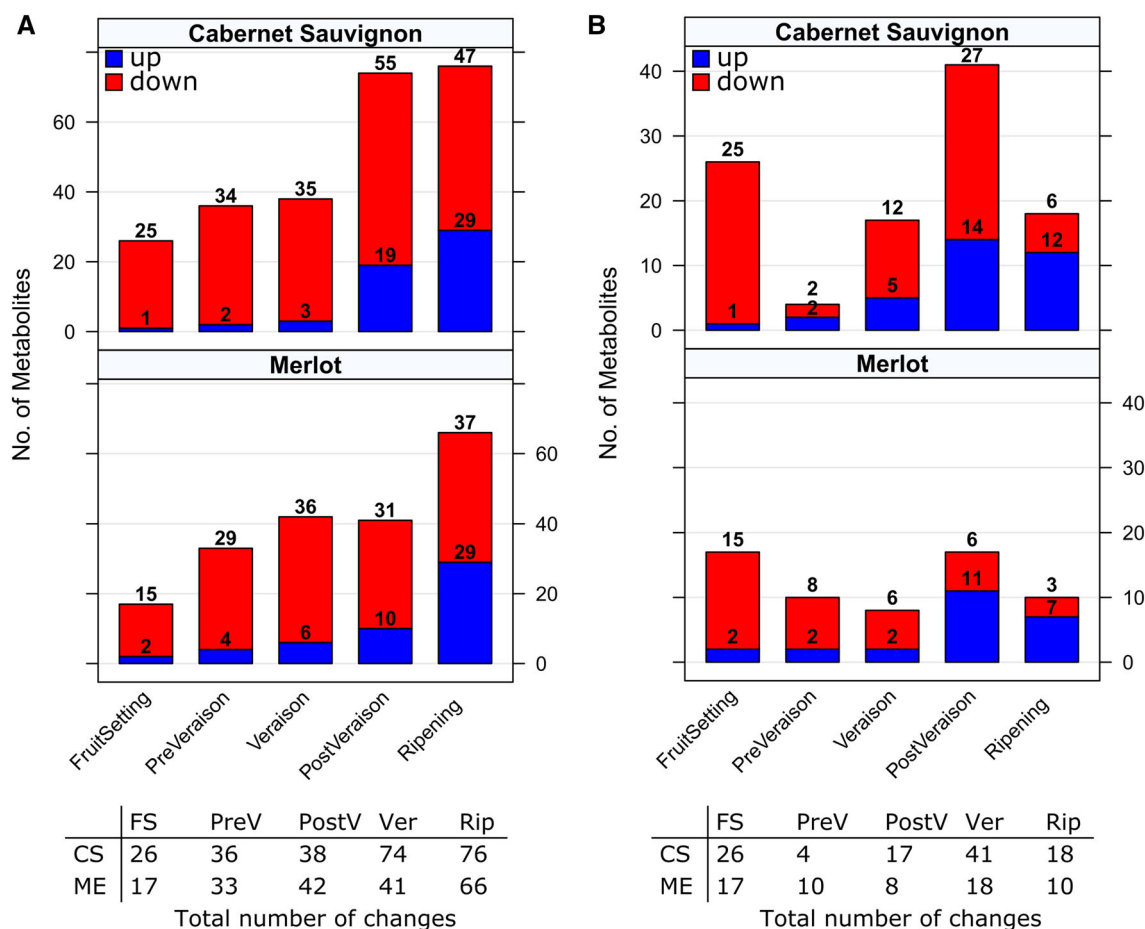 A
Cabernet Sauvignon
up
down
No. of Metabolites
60
40
20
0
25
34
35
55
47
1
2
3
19
29
Merlot
60
40
20
0
15
29
36
31
37
2
4
6
10
29
FruitSetting
PreVeraison
Veraison
PostVeraison
Ripening
FS PreV PostV Ver Rip
CS 26 36 38 74 76
ME 17 33 42 41 66
Total number of changes
B
Cabernet Sauvignon
up
down
No. of Metabolites
40
30
20
10
0
25
2
12
27
6
1
2
5
14
12
Merlot
40
30
20
10
0
15
8
6
6
3
2
2
2
11
7
FruitSetting
PreVeraison
Veraison
PostVeraison
Ripening
FS PreV PostV Ver Rip
CS 26 4 17 41 18
ME 17 10 8 18 10
Total number of changes